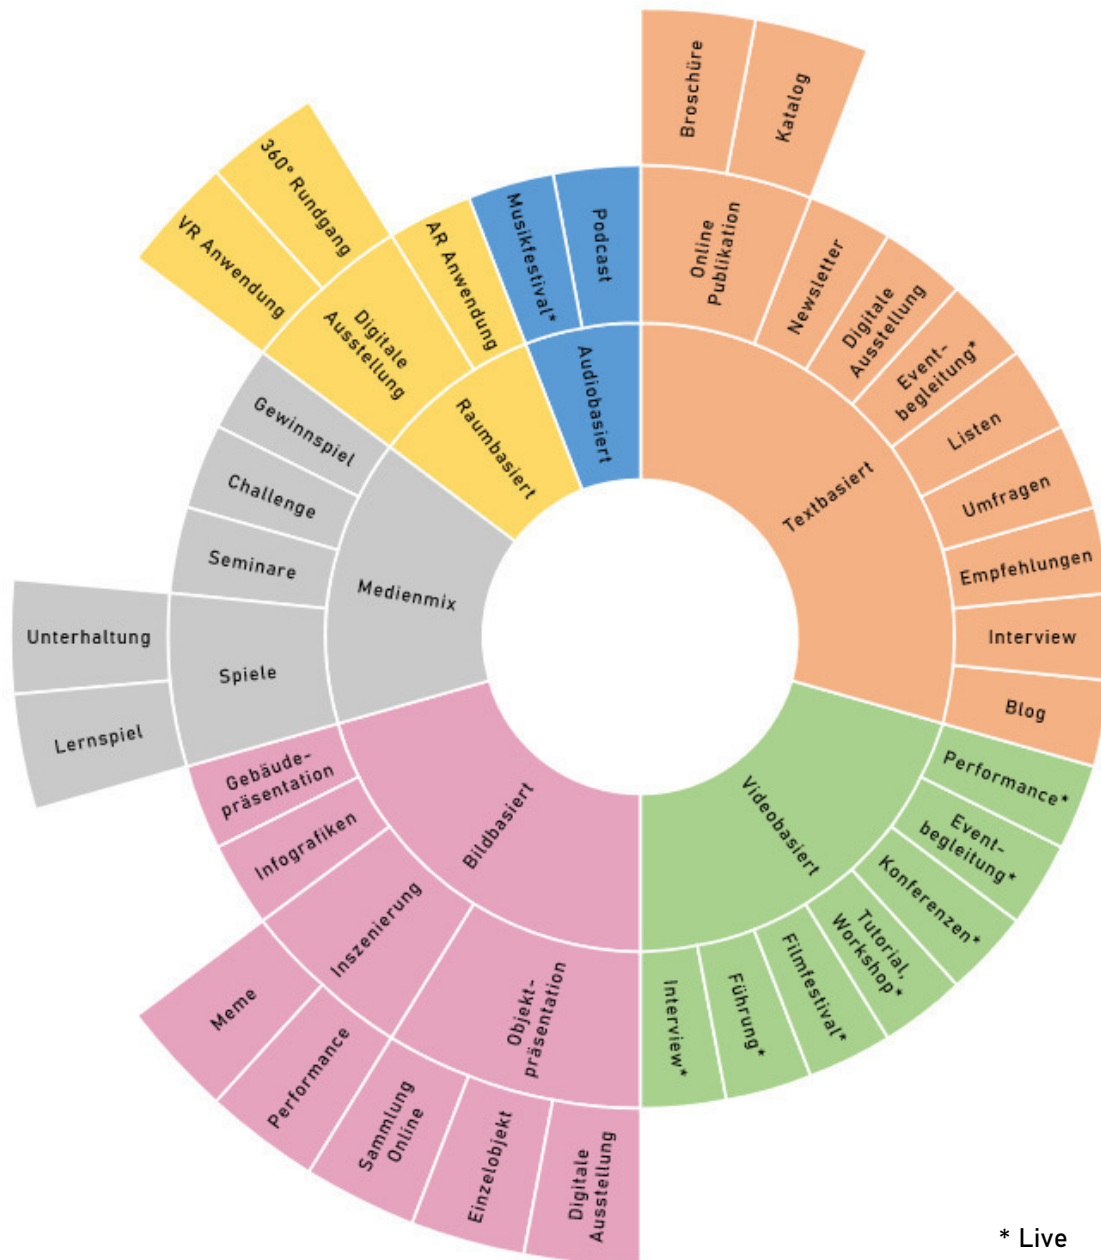 Broschüre
Katalog
Online
Publikation
Newsletter
Digitale
Ausstellung
Event-
begleitung*
Listen
Umfragen
Empfehlungen
Interview
Blog
Textbasiert
Performance*
Event-
begleitung*
Konferenzen*
Tutorial,
Workshop*
Filmfestival*
Führung*
Interview*
Videobasiert
Bildbasiert
Objekt-
präsentation
Digitale
Ausstellung
Einzelobjekt
Sammlung
Online
Inszenierung
Performance
Meme
Infografiken
Gebäude-
präsentation
Medienmix
Spiele
Lernspiel
Unterhaltung
Seminare
Challenge
Gewinnspiel
Raumbasiert
Digitale
Ausstellung
VR Anwendung
360° Rundgang
AR Anwendung
Audiobasiert
Musikfestival*
Podcast
* Live